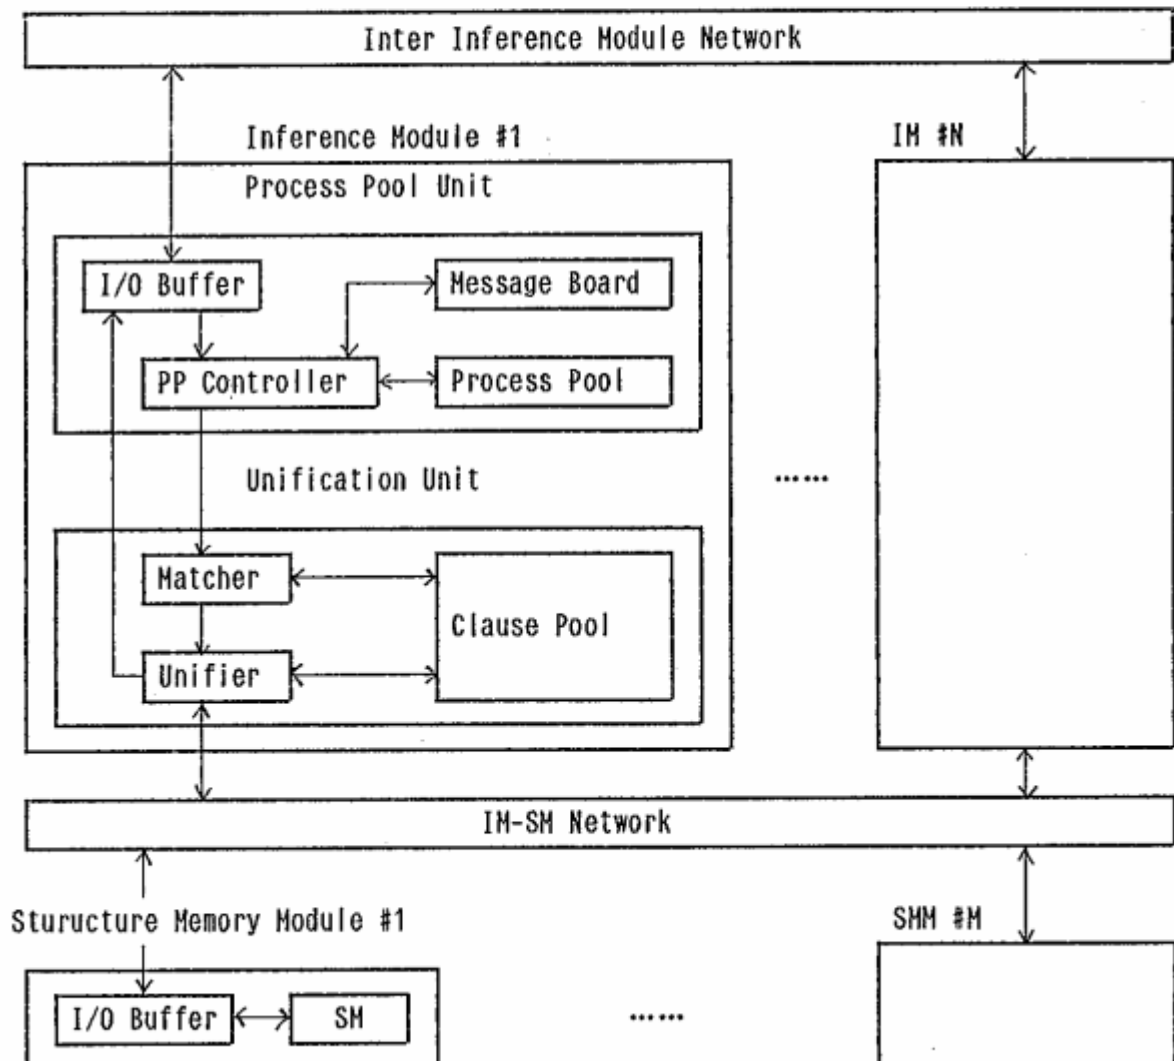 Inter Inference Module Network
Inference Module #1
IM #N
Process Pool Unit
I/O Buffer
Message Board
PP Controller
Process Pool
Unification Unit
......
Matcher
Clause Pool
Unifier
IM-SM Network
Sturucture Memory Module #1
SMM #M
I/O Buffer
SM
......